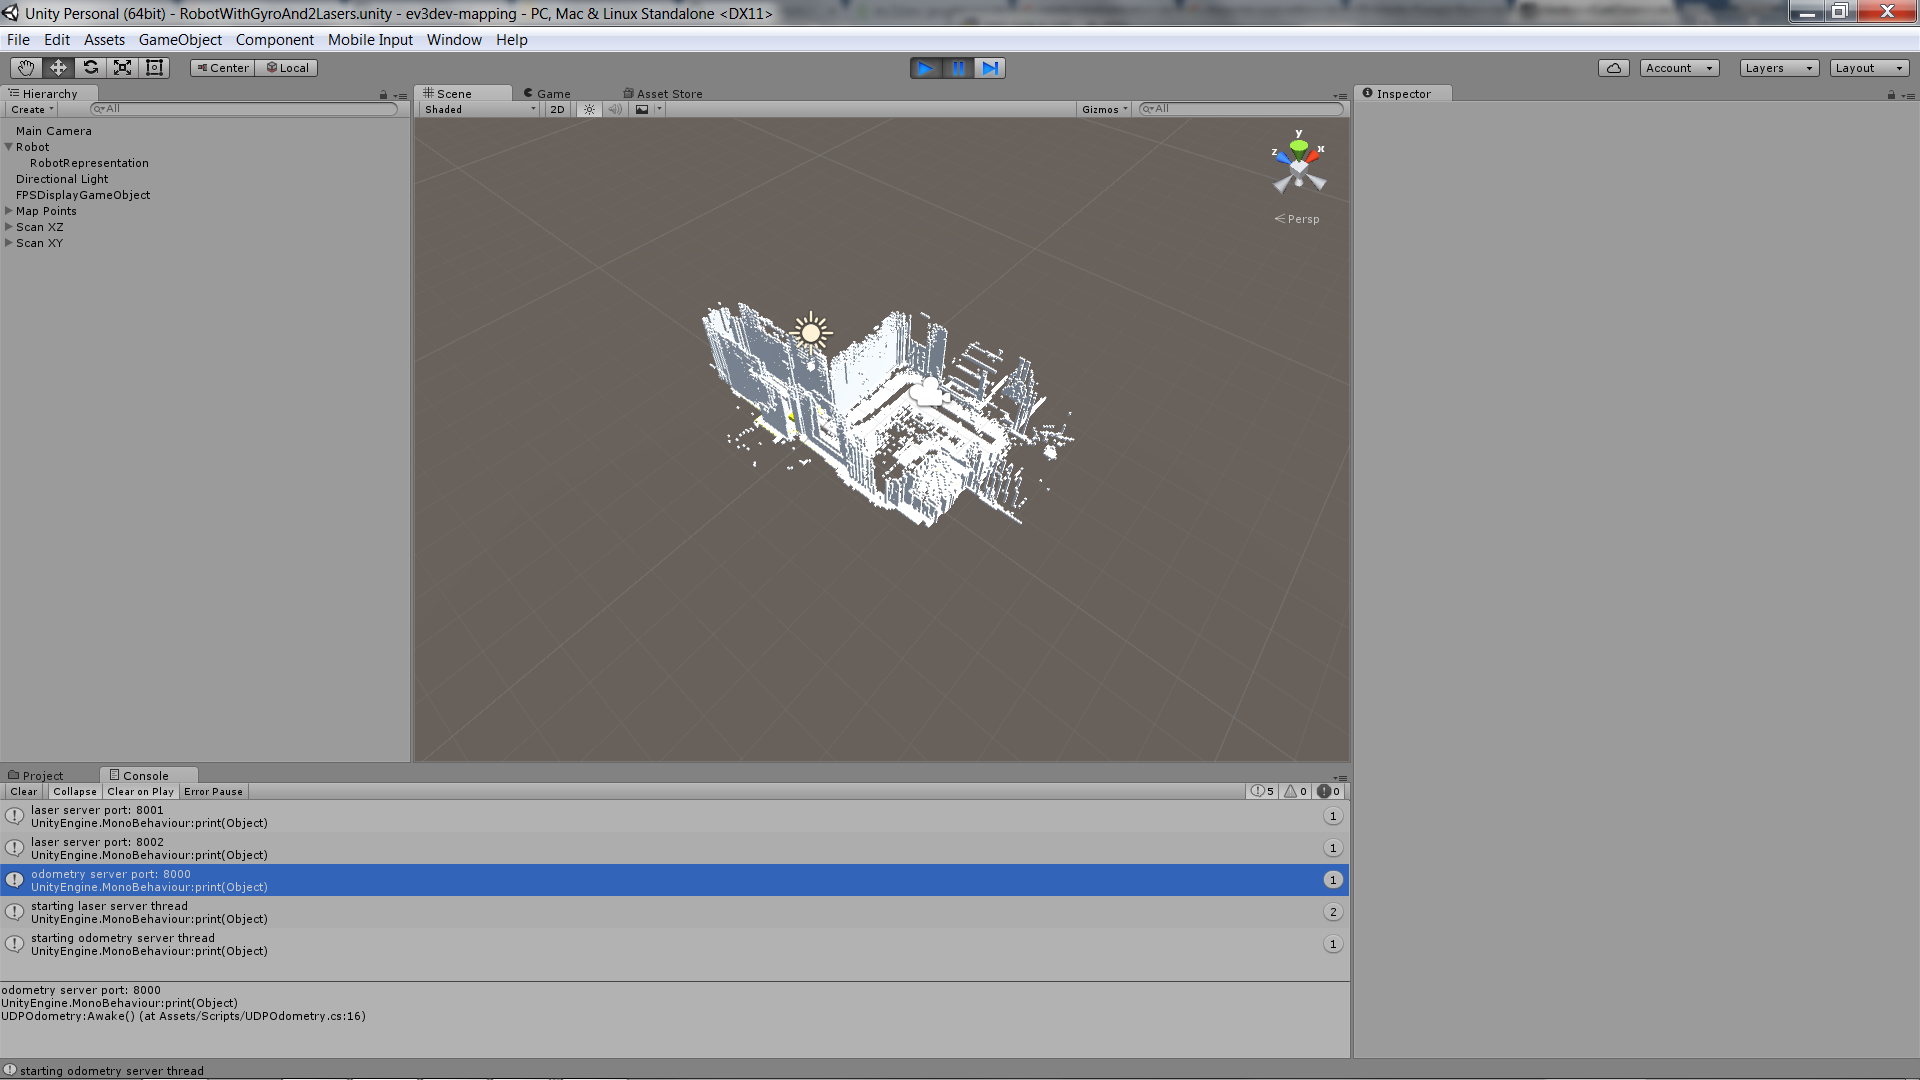 Unity Personal (64bit) - RobotWithGyroAnd2Lasers.unity - ev3dev-mapping - PC, Mac & Linux Standalone <DX11>
File Edit Assets GameObject Component Mobile Input Window Help
Center Local Account Layers Layout
Hierarchy
Create All
Main Camera
Robot
RobotRepresentation
Directional Light
FPSDisplayGameObject
Map Points
Scan XZ
Scan XY
Scene Game Asset Store
Shaded 2D Gizmos All
y
z x
Persp
Inspector
Project Console
Clear Collapse Clear on Play Error Pause 5 0 0
laser server port: 8001
UnityEngine.MonoBehaviour:print(Object)
1
laser server port: 8002
UnityEngine.MonoBehaviour:print(Object)
1
odometry server port: 8000
UnityEngine.MonoBehaviour:print(Object)
1
starting laser server thread
UnityEngine.MonoBehaviour:print(Object)
2
starting odometry server thread
UnityEngine.MonoBehaviour:print(Object)
1
odometry server port: 8000
UnityEngine.MonoBehaviour:print(Object)
UDPOdometry:Awake() (at Assets/Scripts/UDPOdometry.cs:16)
starting odometry server thread